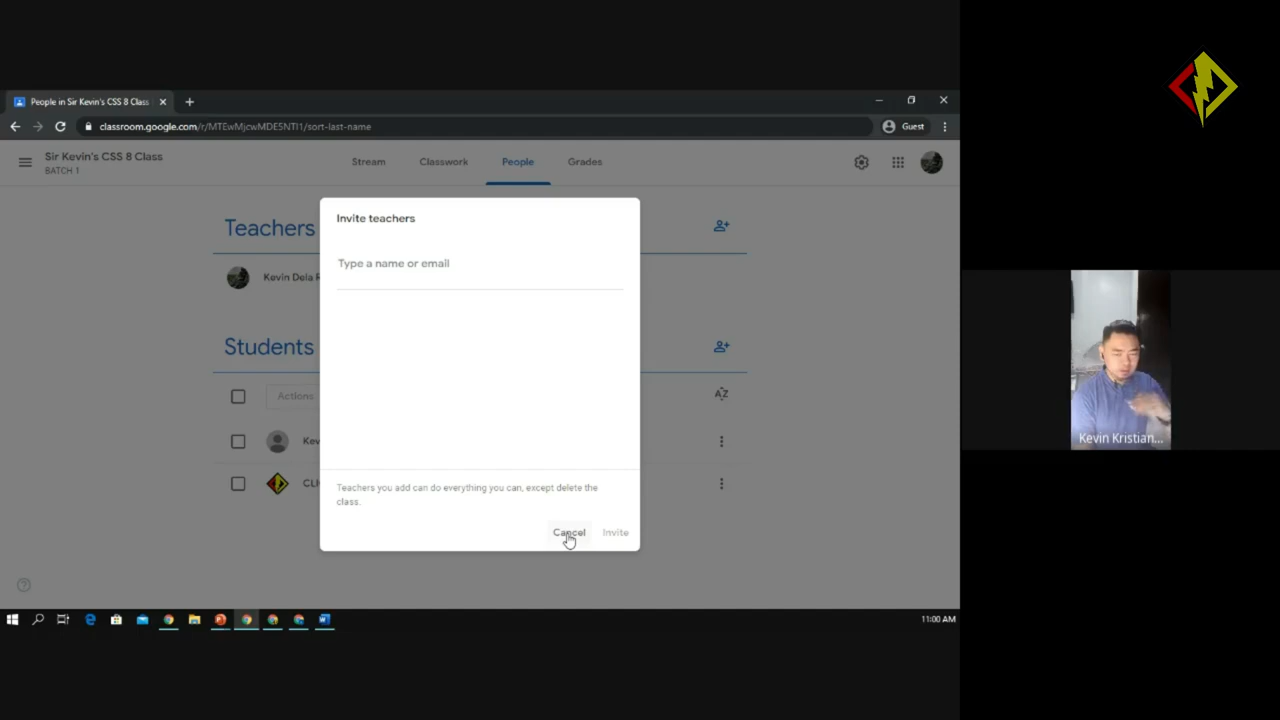 People in Sir Kevin's CSS 8 Class
classroom.google.com/r/MTEwMjcwMDE5NTI1/sort-last-name
Guest
Sir Kevin's CSS 8 Class
BATCH 1
Stream
Classwork
People
Grades
Invite teachers
Type a name or email
Teachers
Kevin Dela R
Students
Actions
Kev
CLI
Teachers you add can do everything you can, except delete the
class.
Cancel
Invite
Kevin Kristian...
11:00 AM